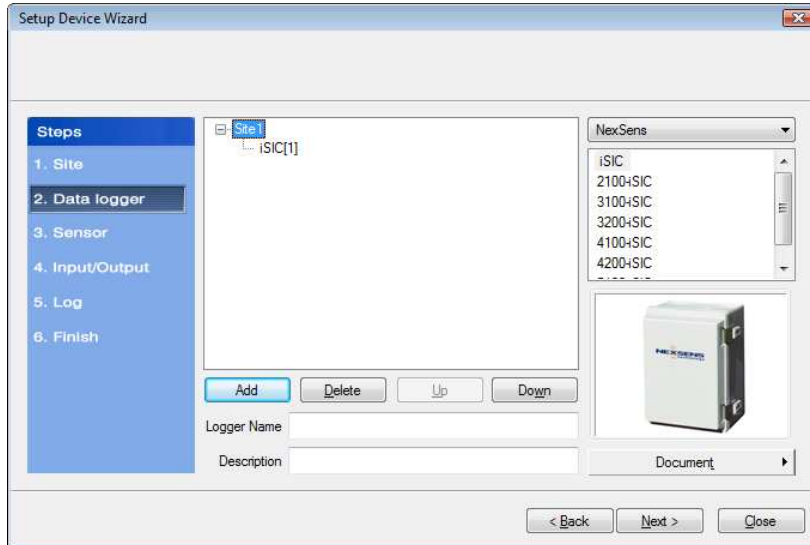 Setup Device Wizard
Steps
1. Site
2. Data logger
3. Sensor
4. Input/Output
5. Log
6. Finish
Site1
iSIC[1]
Add
Delete
Up
Down
Logger Name
Description
NexSens
iSIC
2100-iSIC
3100-iSIC
3200-iSIC
4100-iSIC
4200-iSIC
NEXSENS
Document
< Back
Next >
Close